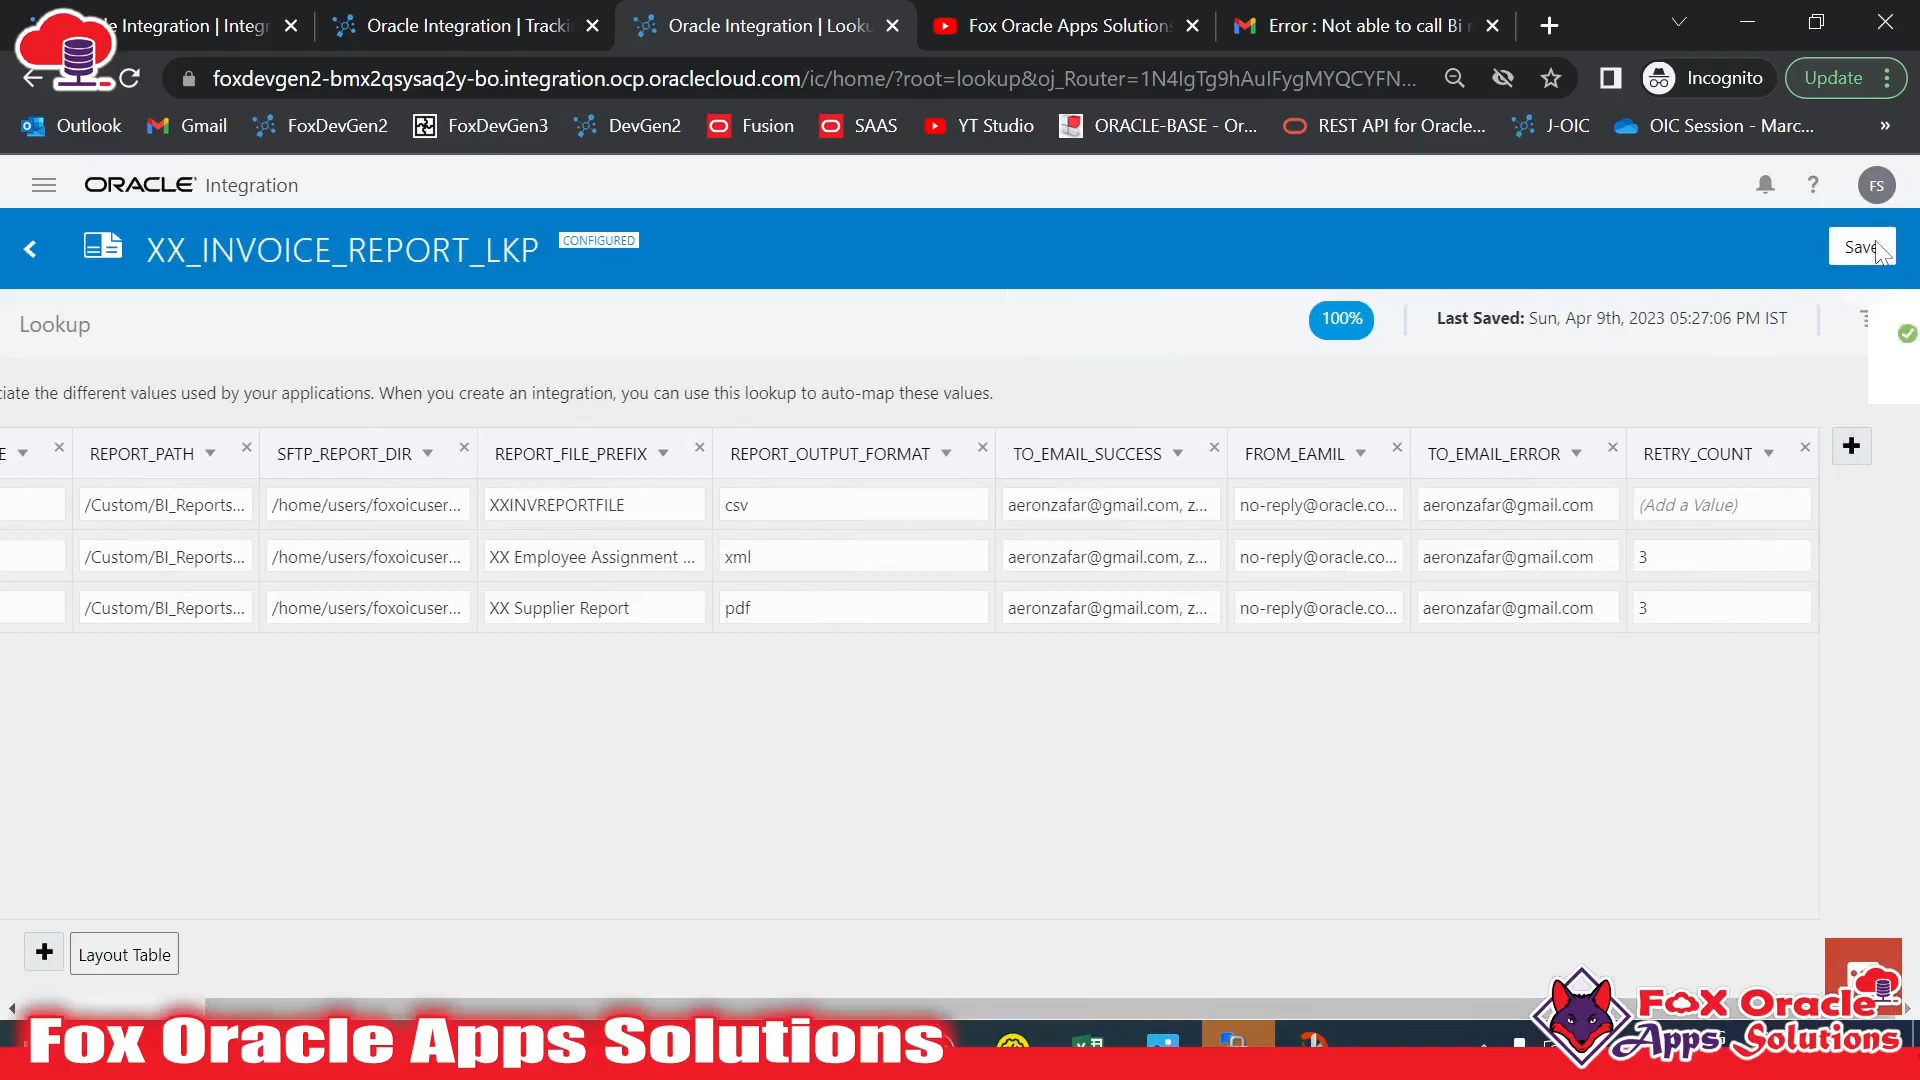 le Integration | Integr
Oracle Integration | Tracki
Oracle Integration | Looku
Fox Oracle Apps Solutions
Error : Not able to call Bi r
foxdevgen2-bmx2qsysaq2y-bo.integration.ocp.oraclecloud.com/ic/home/?root=lookup&oj_Router=1N4IgTg9hAuIFygMYQCYFN...
Incognito
Update
Outlook
Gmail
FoxDevGen2
FoxDevGen3
DevGen2
Fusion
SAAS
YT Studio
ORACLE-BASE - Or...
REST API for Oracle...
J-OIC
OIC Session - Marc...
»
ORACLE Integration
?
FS
XX_INVOICE_REPORT_LKP
CONFIGURED
Save
Lookup
100%
Last Saved: Sun, Apr 9th, 2023 05:27:06 PM IST
ciate the different values used by your applications. When you create an integration, you can use this lookup to auto-map these values.
E REPORT_PATH SFTP_REPORT_DIR REPORT_FILE_PREFIX REPORT_OUTPUT_FORMAT TO_EMAIL_SUCCESS FROM_EAMIL TO_EMAIL_ERROR RETRY_COUNT
/Custom/BI_Reports... /home/users/foxoicuser... XXINVREPORTFILE csv aeronzafar@gmail.com, z... no-reply@oracle.co... aeronzafar@gmail.com (Add a Value)
/Custom/BI_Reports... /home/users/foxoicuser... XX Employee Assignment ... xml aeronzafar@gmail.com, z... no-reply@oracle.co... aeronzafar@gmail.com 3
/Custom/BI_Reports... /home/users/foxoicuser... XX Supplier Report pdf aeronzafar@gmail.com, z... no-reply@oracle.co... aeronzafar@gmail.com 3
Layout Table
Fox Oracle Apps Solutions
Fox Oracle
Apps Solutions